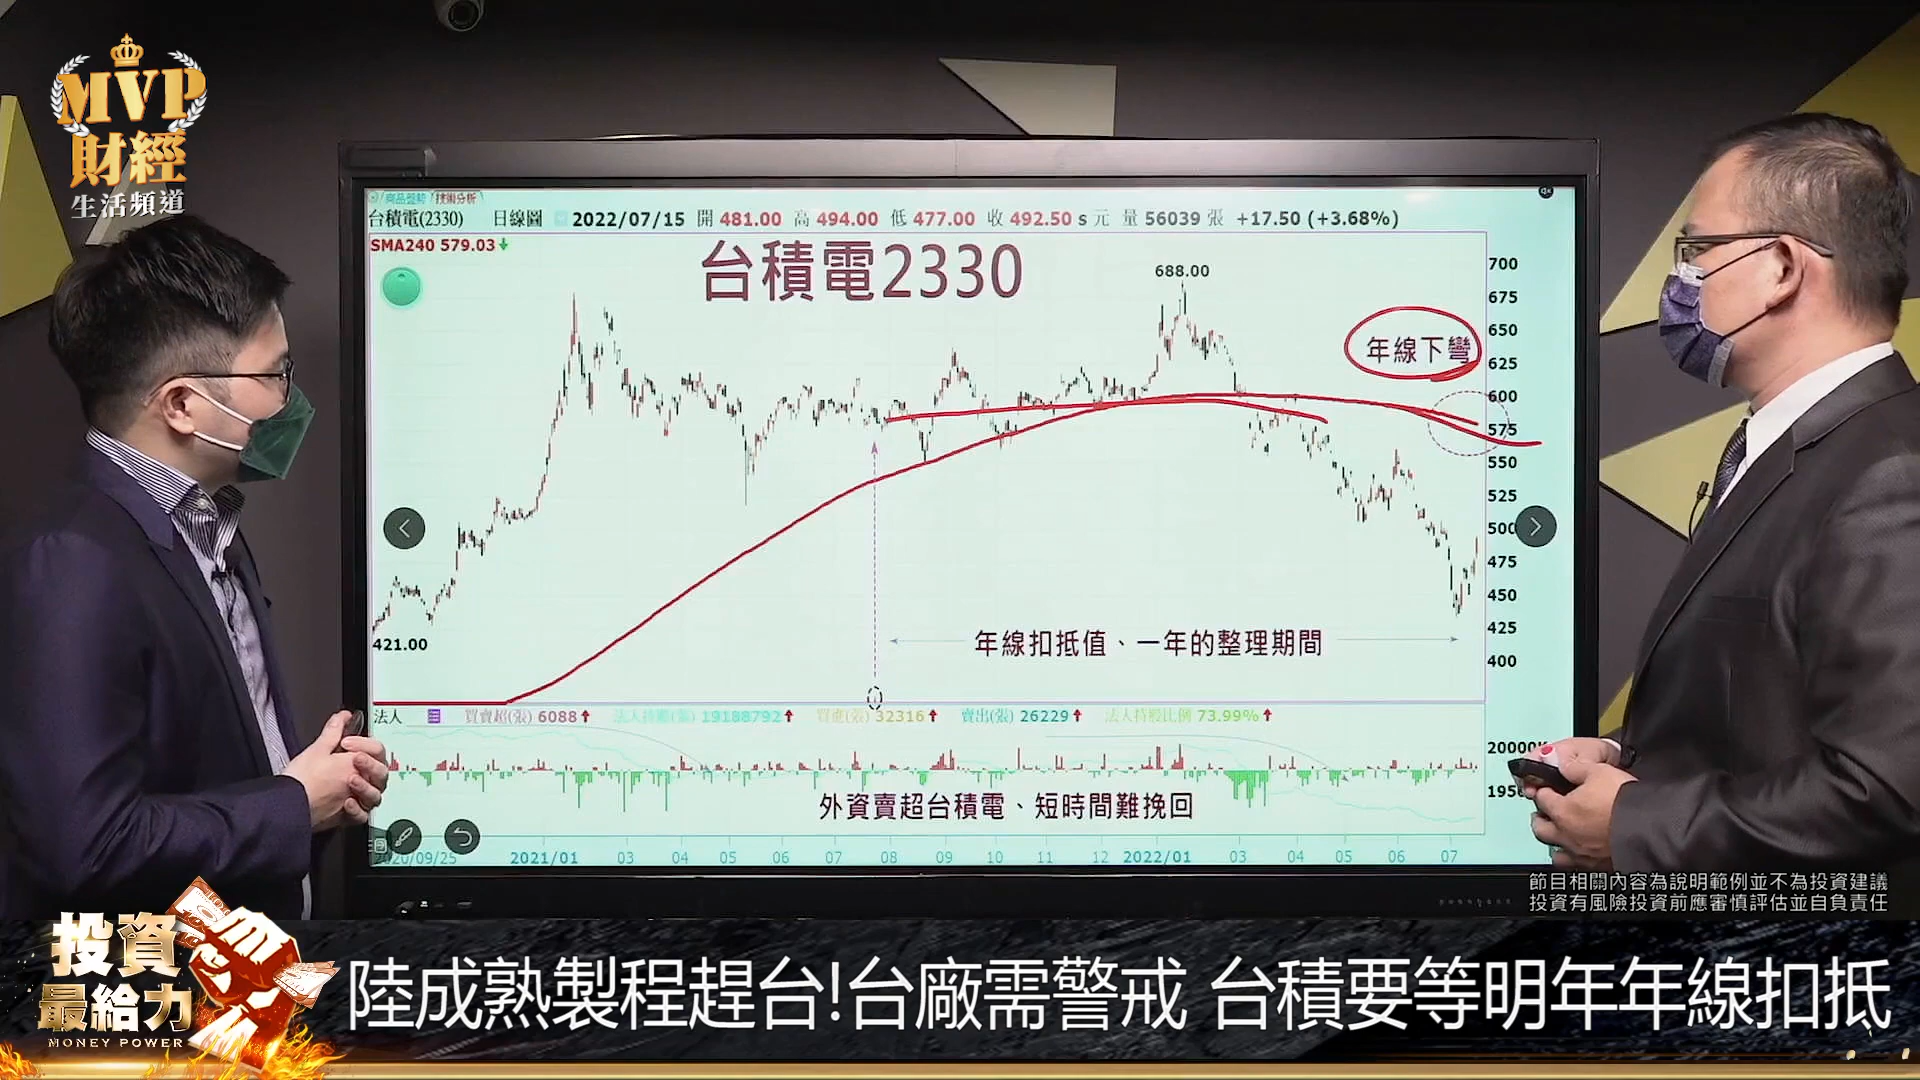 MVP
財經
生活頻道
商品盤勢 技術分析
台積電(2330) 日線圖 2022/07/15 開 481.00 高 494.00 低 477.00 收 492.50 s 元 量 56039 張 +17.50 (+3.68%)
SMA240 579.03↓
台積電2330
688.00
年線下彎
700
675
650
625
600
575
550
525
500
475
450
425
400
421.00
年線扣抵值、一年的整理期間
法人 買賣超(張) 6088↑ 法人持股(張) 19188792↑ 買進(張) 32316↑ 賣出(張) 26229↑ 法人持股比例 73.99%↑
20000K
外資賣超台積電、短時間難挽回
2020/09/25 2021/01 03 04 05 06 08 09 10 11 12 2022/01 03 04 05 06 07
節目相關內容為說明範例並不為投資建議
投資有風險投資前應審慎評估並自負責任
投資
最給力
MONEY POWER
陸成熟製程趕台!台廠需警戒 台積要等明年年線扣抵